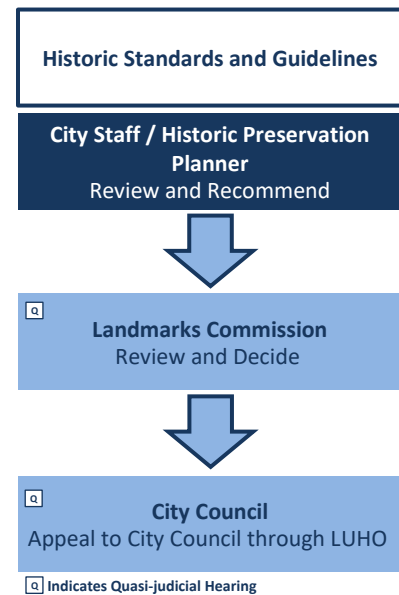 Historic Standards and Guidelines
City Staff / Historic Preservation
Planner
Review and Recommend
Q
Landmarks Commission
Review and Decide
Q
City Council
Appeal to City Council through LUHO
Q Indicates Quasi-judicial Hearing